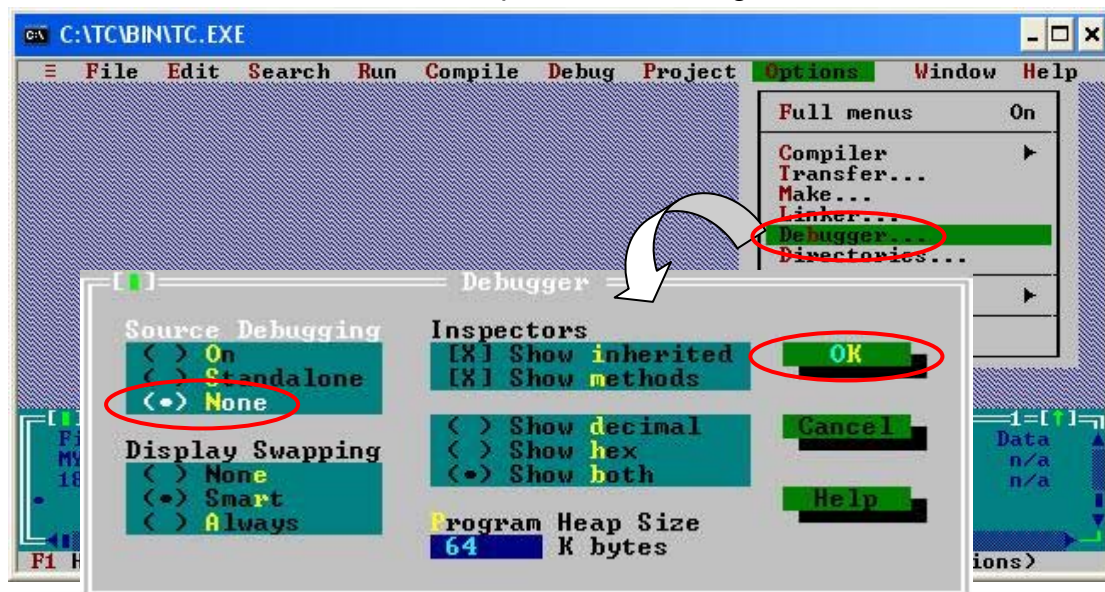 C:\TC\BIN\TC.EXE
≡ File Edit Search Run Compile Debug Project Options Window Help
Full menus On
Compiler
Transfer...
Make...
Linker...
Debugger...
Directories...
Debugger
Source Debugging
( ) On
( ) Standalone
(•) None
Display Swapping
( ) None
(•) Smart
( ) Always
Inspectors
[X] Show inherited
[X] Show methods
( ) Show decimal
( ) Show hex
(•) Show both
Program Heap Size
64 K bytes
OK
Cancel
Help
1=[↑]
Data
n/a
n/a
F1